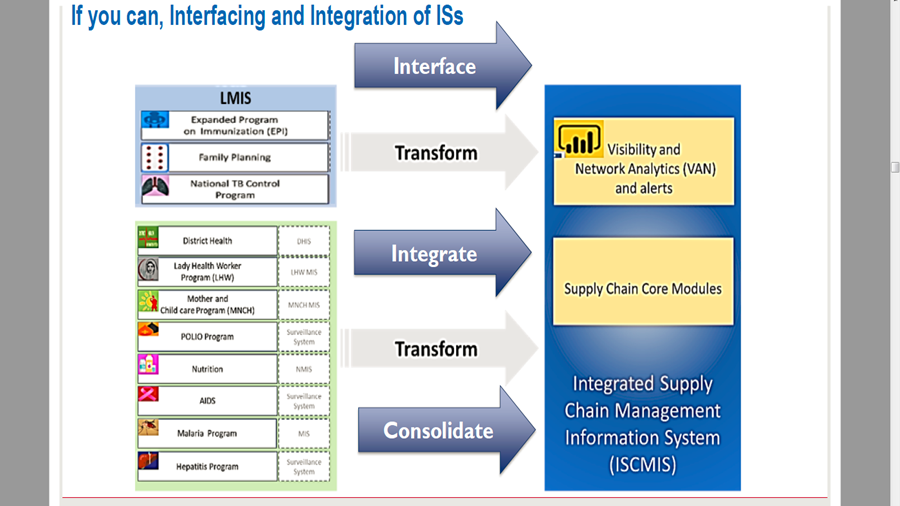 If you can, Interfacing and Integration of ISs
Interface
LMIS
Expanded Program
on Immunization (EPI)
Family Planning
National TB Control
Program
Transform
Visibility and
Network Analytics (VAN)
and alerts
District Health
DHIS
Lady Health Worker
Program (LHW)
LHW MIS
Mother and
Child care Program (MNCH)
MNCH MIS
POLIO Program
Surveillance
System
Nutrition
NMIS
AIDS
Surveillance
System
Malaria Program
MIS
Hepatitis Program
Surveillance
System
Integrate
Transform
Consolidate
Supply Chain Core Modules
Integrated Supply
Chain Management
Information System
(ISCMIS)